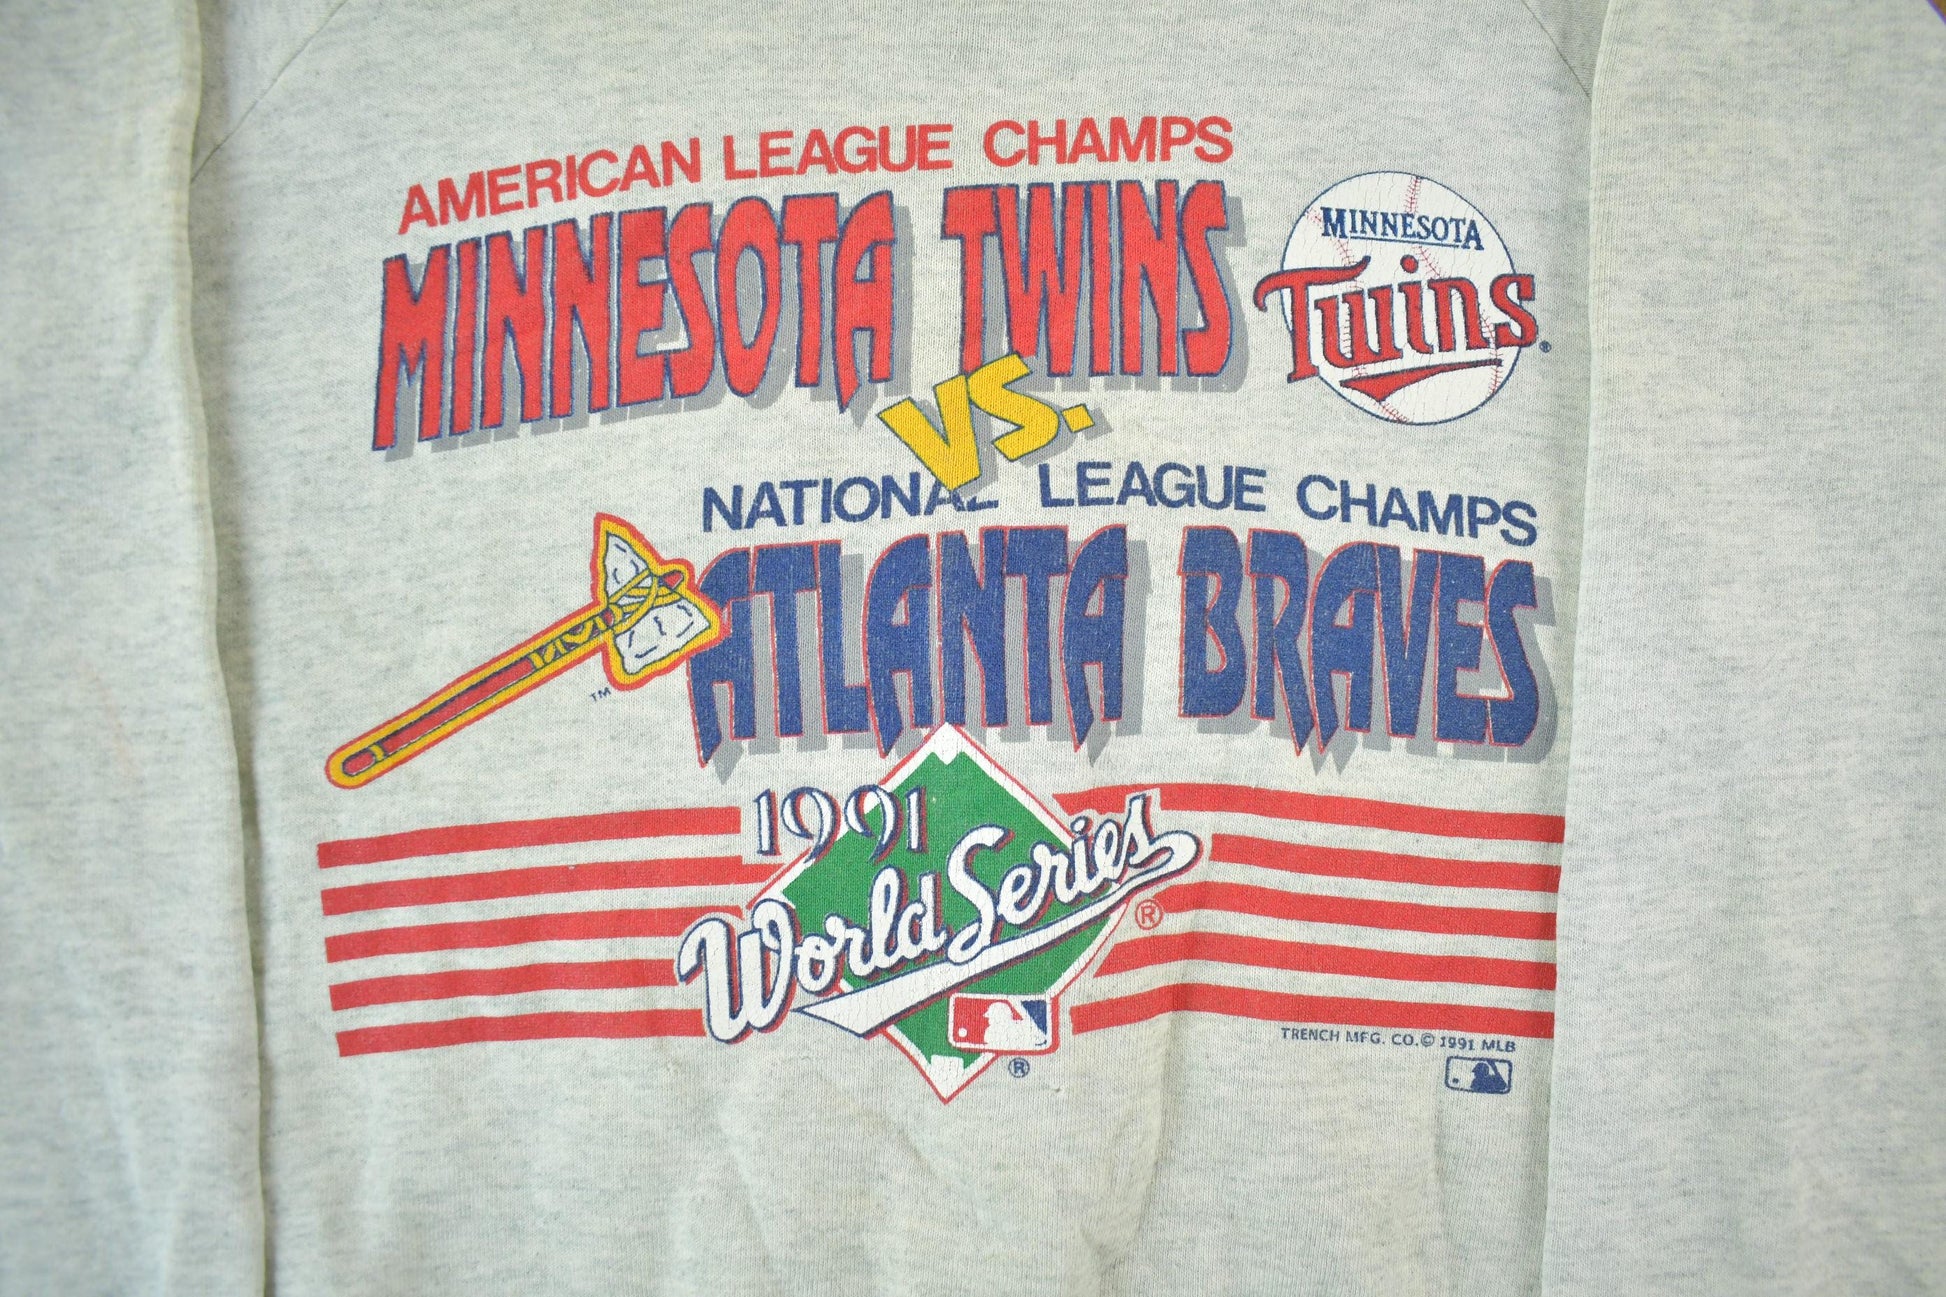 AMERICAN LEAGUE CHAMPS
MINNESOTA TWINS
MINNESOTA
Twins®
VS.
NATIONAL LEAGUE CHAMPS
ATLANTA BRAVES
TM
1991
World Series®
®
TRENCH MFG. CO.© 1991 MLB